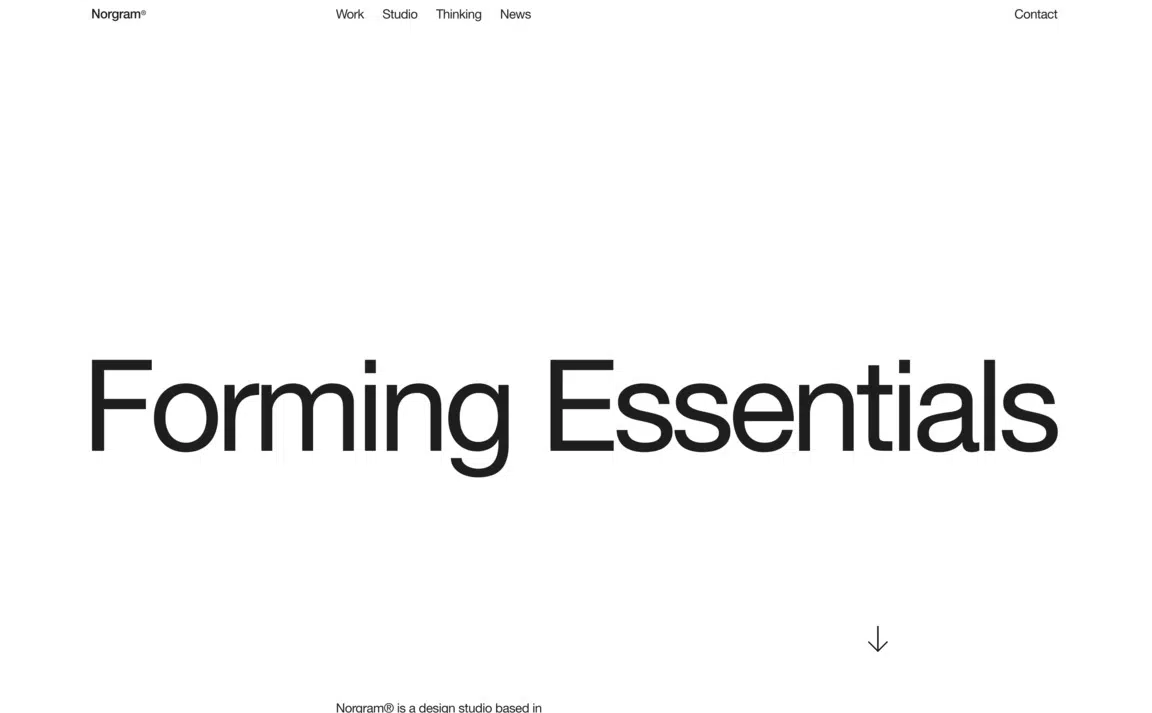 Norgram®
Work Studio Thinking News
Contact
Forming Essentials
Norgram® is a design studio based in